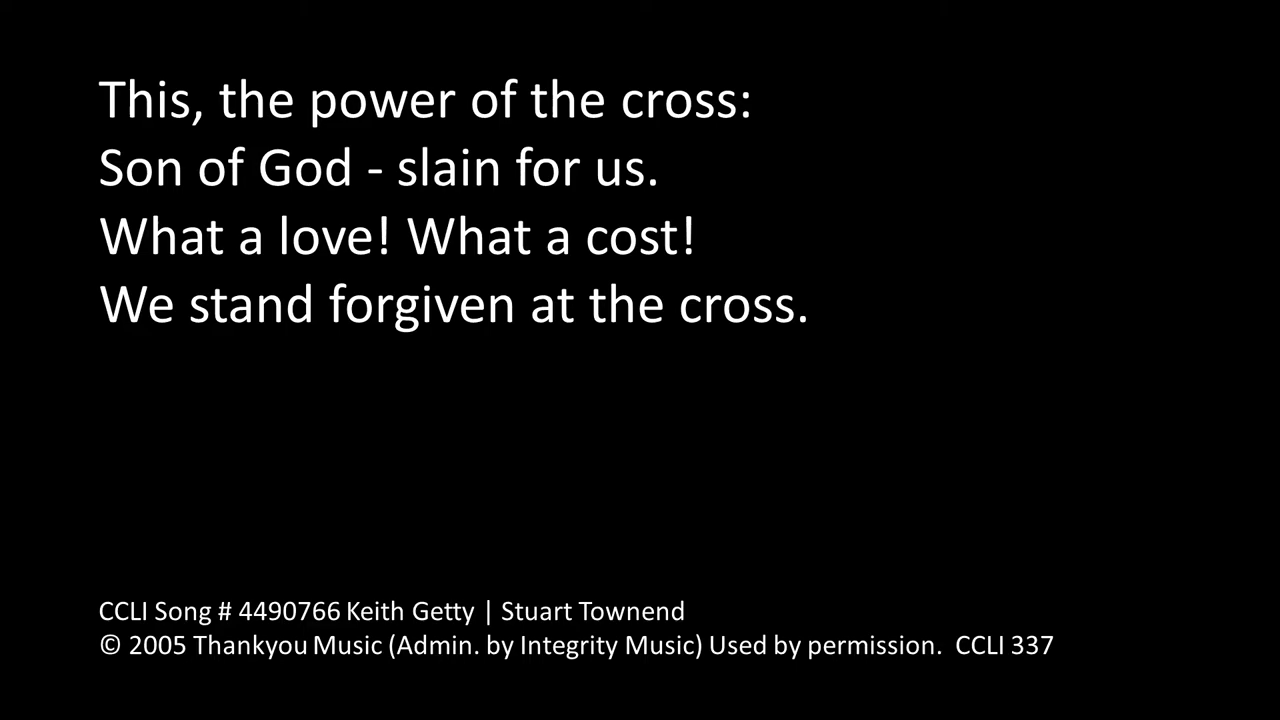 This, the power of the cross:
Son of God - slain for us.
What a love! What a cost!
We stand forgiven at the cross.
CCLI Song # 4490766 Keith Getty | Stuart Townend
© 2005 Thankyou Music (Admin. by Integrity Music) Used by permission.  CCLI 337